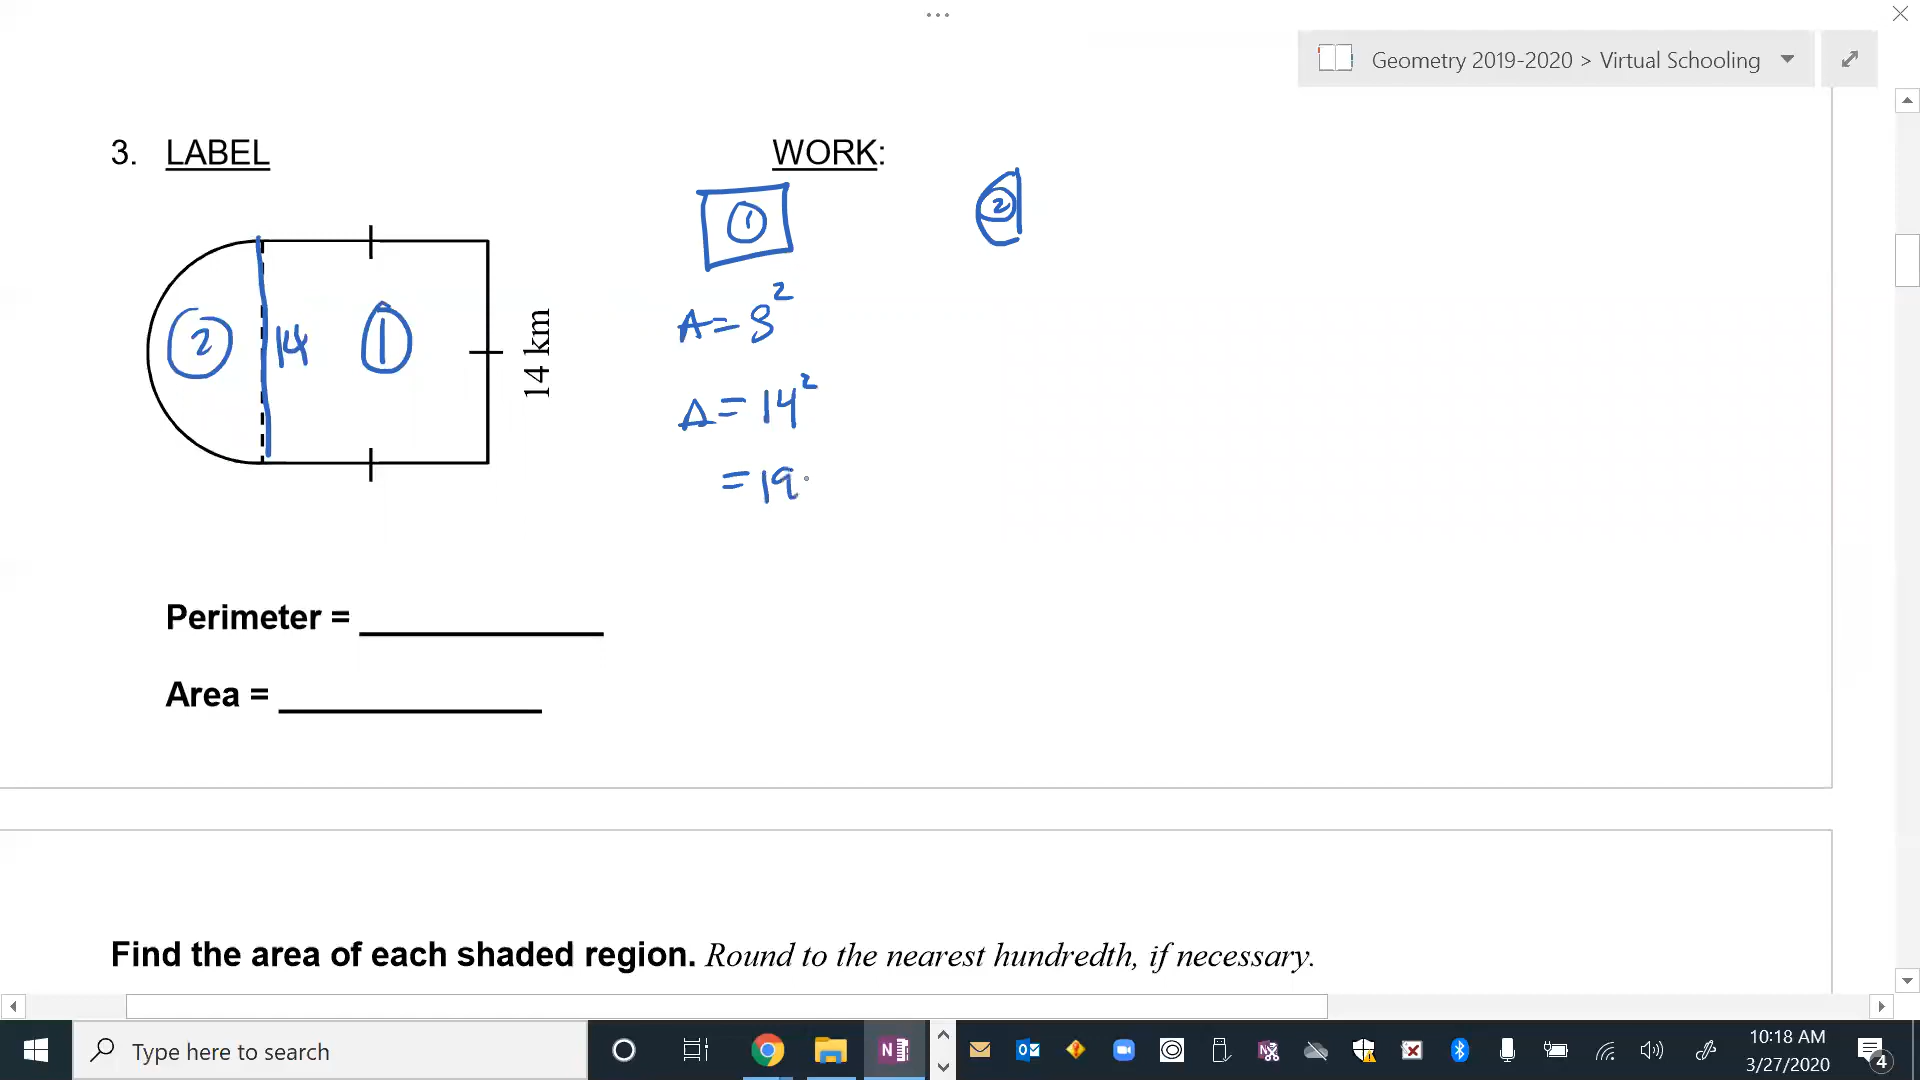 Geometry 2019-2020 > Virtual Schooling
3. LABEL
WORK:
1
2
2
14
1
14 km
A = s²
A = 14²
= 19
Perimeter = ____________
Area = _____________
Find the area of each shaded region. Round to the nearest hundredth, if necessary.
Type here to search
10:18 AM
3/27/2020
4